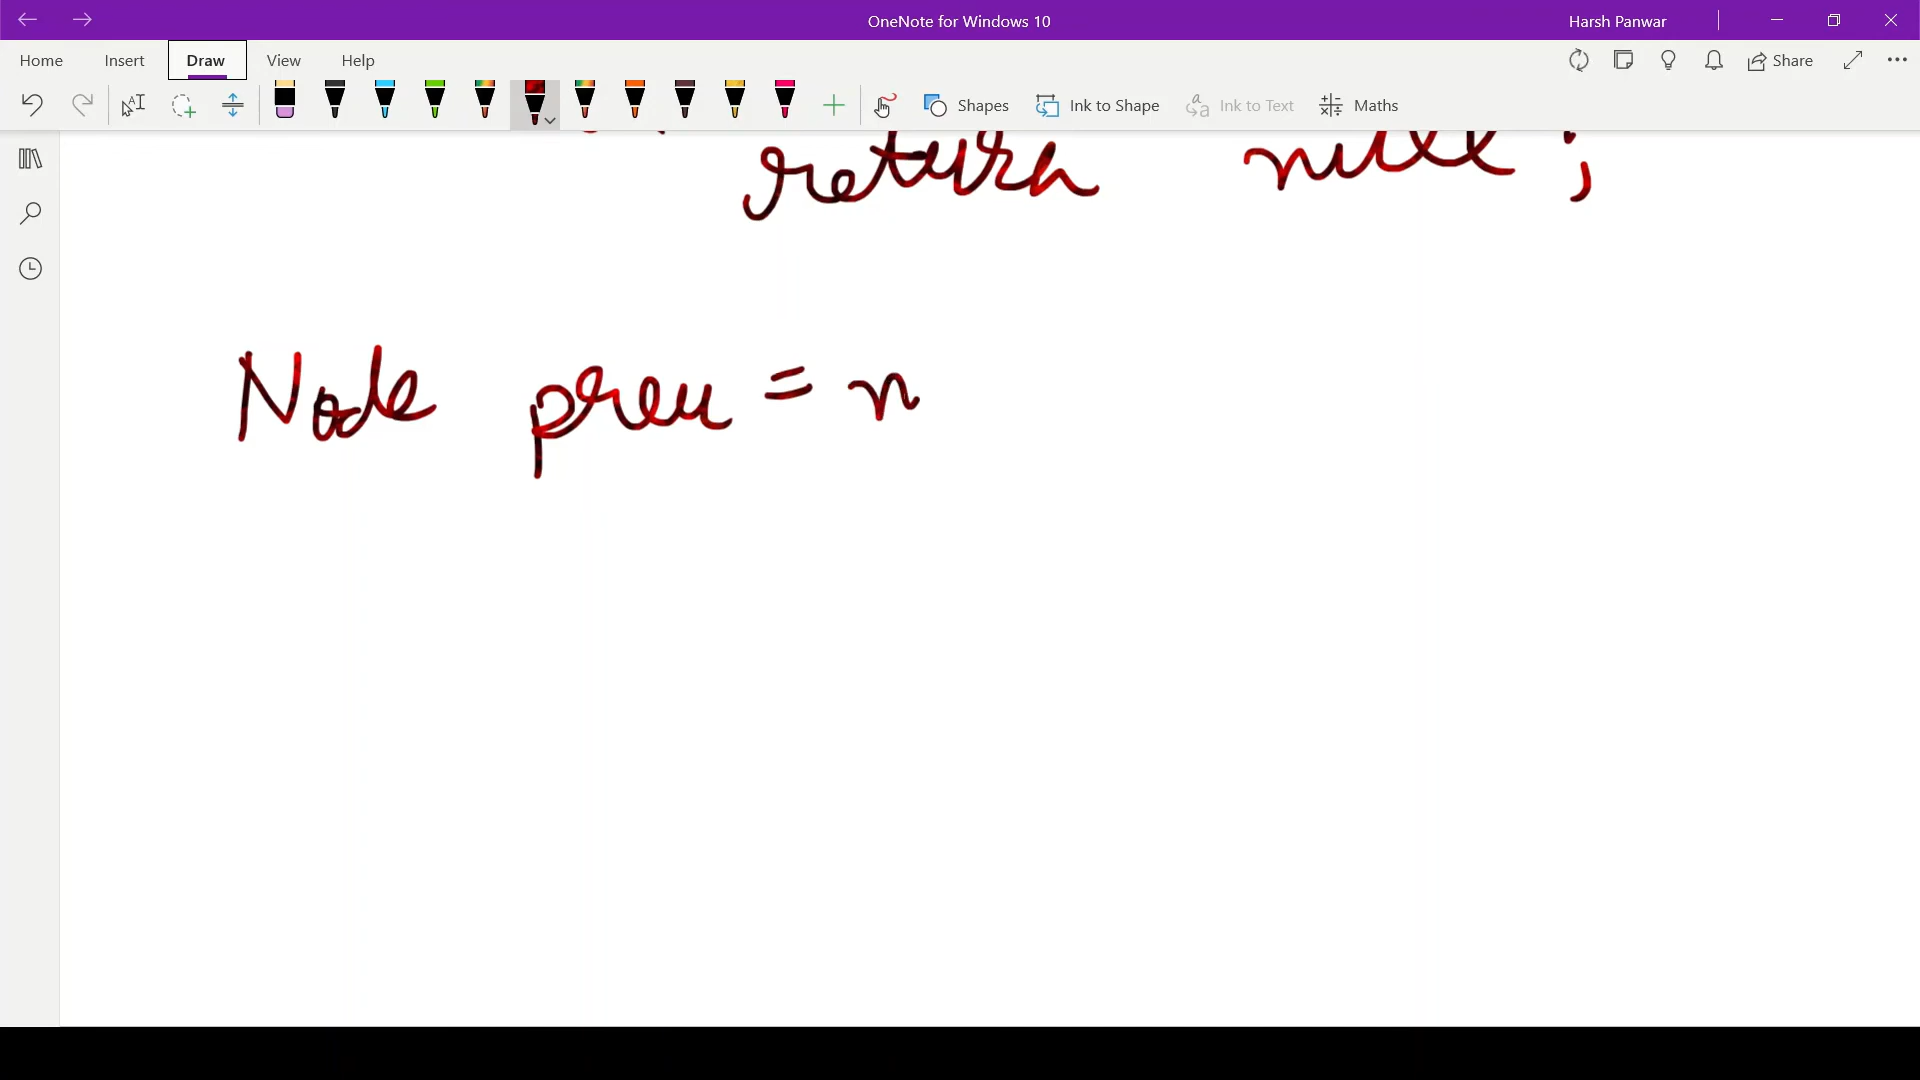 OneNote for Windows 10 Harsh Panwar
Home Insert Draw View Help Share
Shapes Ink to Shape Ink to Text Maths
return null;
Node prev = n